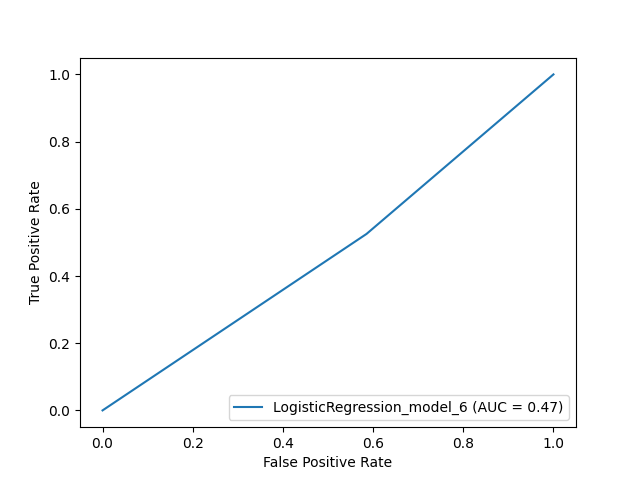 1.0
0.8
0.6
0.4
0.2
0.0
True Positive Rate
LogisticRegression_model_6 (AUC = 0.47)
0.0 0.2 0.4 0.6 0.8 1.0
False Positive Rate